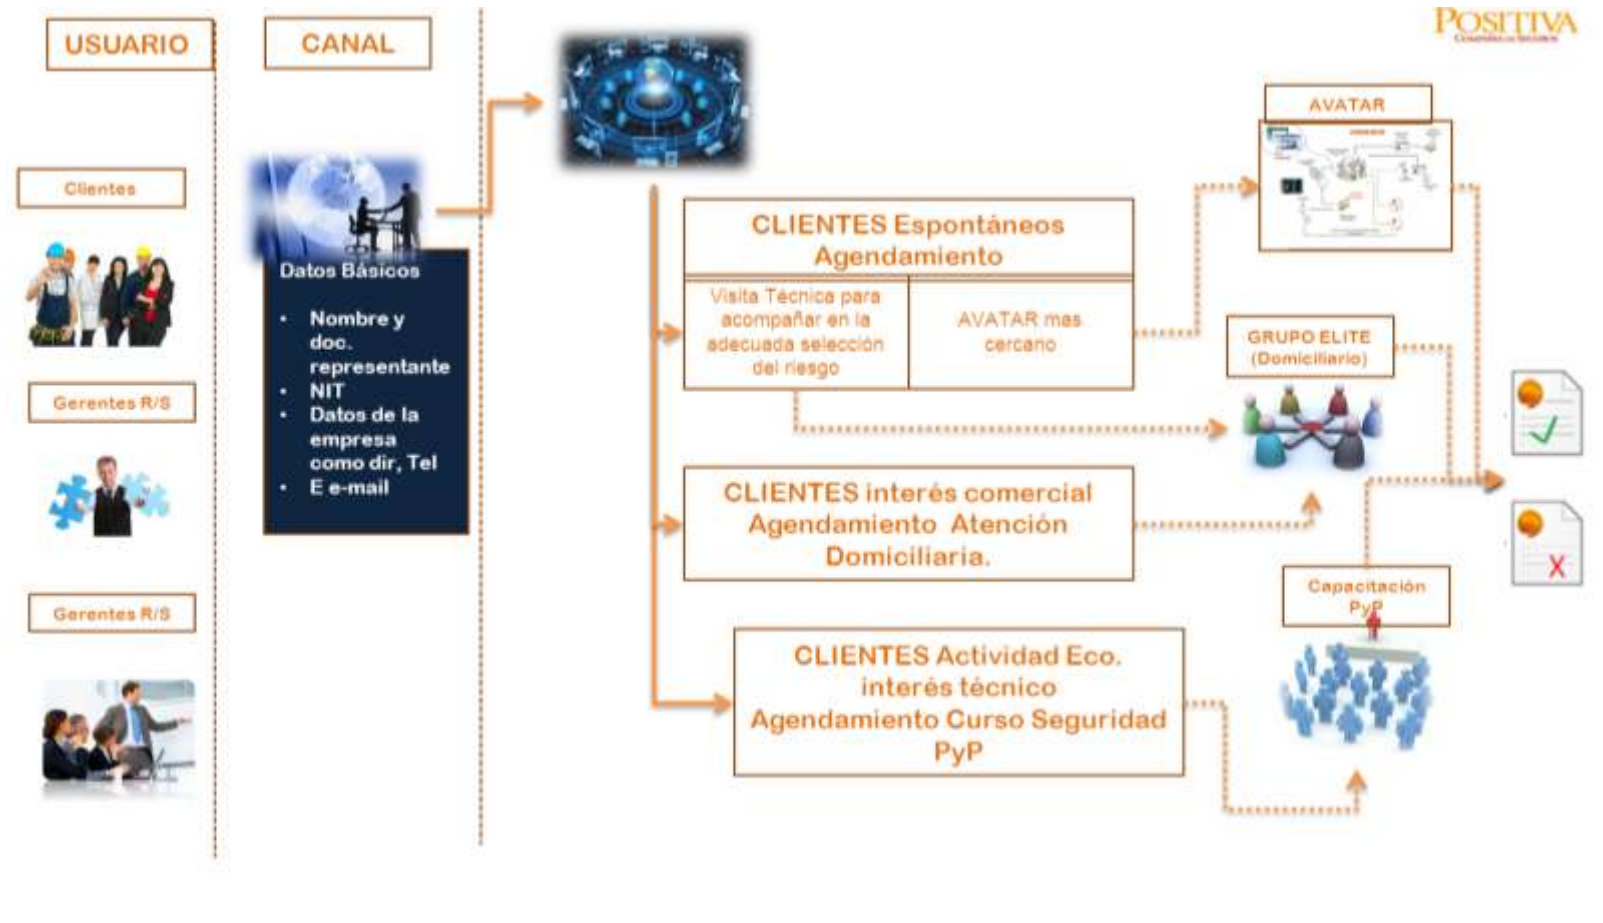 POSITIVA
COMPAÑIA DE SEGUROS
USUARIO
CANAL
Clientes
Gerentes R/S
Gerentes R/S
Datos Básicos
• Nombre y
doc.
representante
• NIT
• Datos de la
empresa
como dir, Tel
• E e-mail
CLIENTES Espontáneos
Agendamiento
Visita Técnica para
acompañar en la
adecuada selección
del riesgo
AVATAR mas
cercano
CLIENTES interés comercial
Agendamiento Atención
Domiciliaria.
CLIENTES Actividad Eco.
interés técnico
Agendamiento Curso Seguridad
PyP
AVATAR
GRUPO ELITE
(Domiciliario)
Capacitación
PyP
X